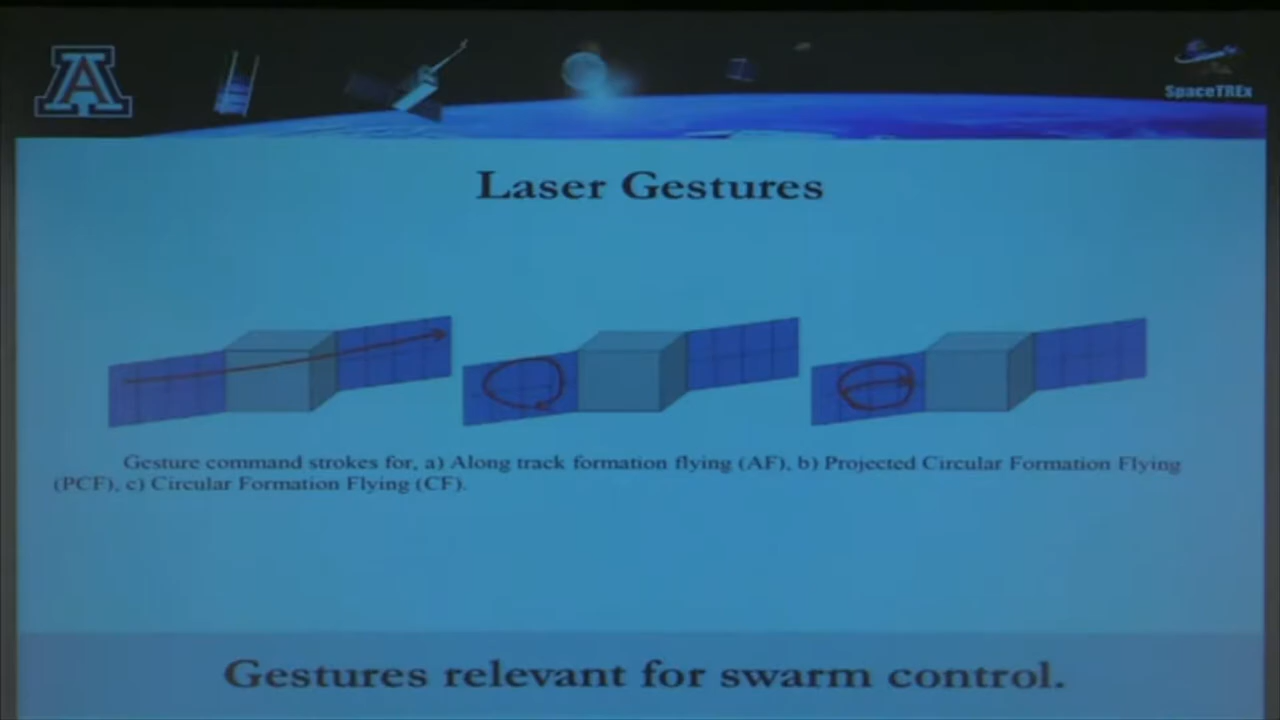 A
SpaceTREx
Laser Gestures
Gesture command strokes for, a) Along track formation flying (AF), b) Projected Circular Formation Flying
(PCF), c) Circular Formation Flying (CF).
Gestures relevant for swarm control.